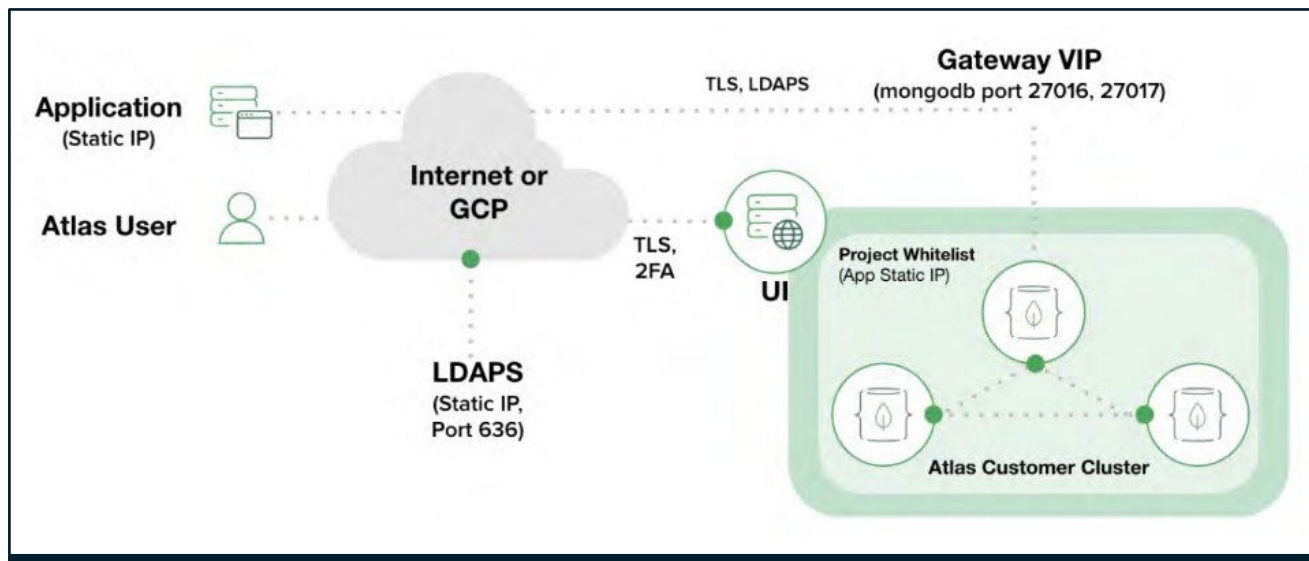 Application
(Static IP)
Atlas User
Internet or
GCP
TLS, LDAPS
Gateway VIP
(mongodb port 27016, 27017)
TLS,
2FA
UI
LDAPS
(Static IP,
Port 636)
Project Whitelist
(App Static IP)
Atlas Customer Cluster